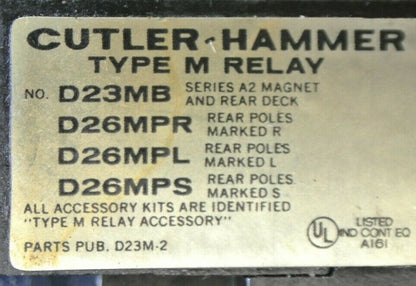 CUTLER-HAMMER
TYPE M RELAY
NO. D23MB SERIES A2 MAGNET
AND REAR DECK
D26MPR REAR POLES
MARKED R
D26MPL REAR POLES
MARKED L
D26MPS REAR POLES
MARKED S
ALL ACCESSORY KITS ARE IDENTIFIED
"TYPE M RELAY ACCESSORY"
PARTS PUB. D23M-2
UL LISTED
IND CONT EQ
A161